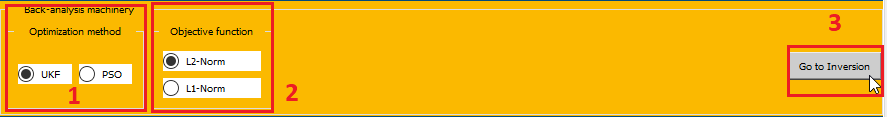 Back-analysis machinery
Optimization method
UKF
PSO
1
Objective function
L2-Norm
L1-Norm
2
3
Go to Inversion